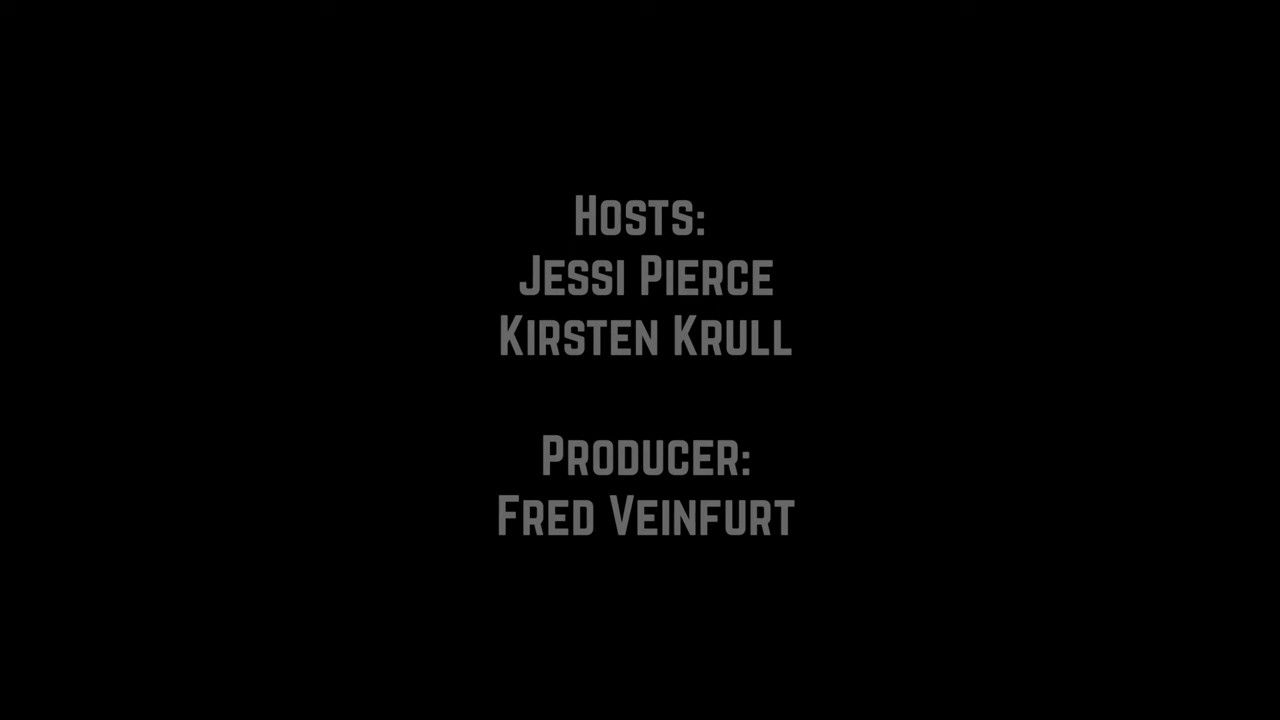 Hosts:
Jessi Pierce
Kirsten Krull
Producer:
Fred Veinfurt